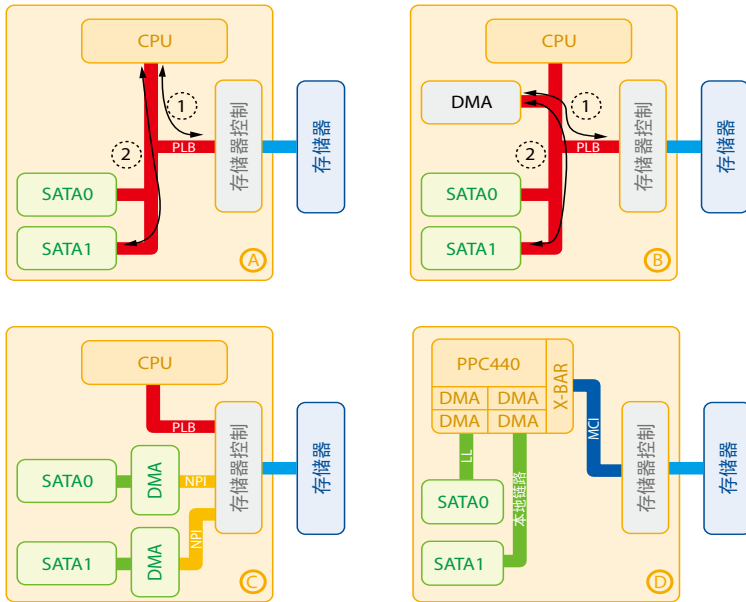 CPU
1
2
PLB
存储器控制
存储器
SATA0
SATA1
A
CPU
DMA
1
2
PLB
存储器控制
存储器
SATA0
SATA1
B
CPU
PLB
存储器控制
存储器
SATA0
DMA
NPI
SATA1
DMA
NPI
C
PPC440
X-BAR
DMA
DMA
DMA
DMA
MCI
LL
本地链路
存储器控制
存储器
SATA0
SATA1
D